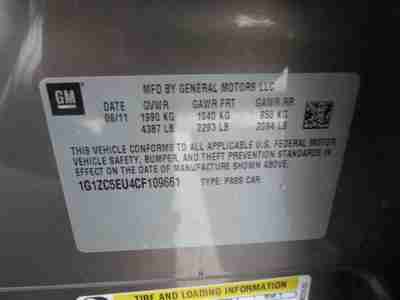 GM
MFD BY GENERAL MOTORS LLC
DATE GVWR GAWR FRT GAWR RR
08/11 1990 KG 1040 KG 950 KG
4387 LB 2293 LB 2094 LB
THIS VEHICLE CONFORMS TO ALL APPLICABLE U.S. FEDERAL MOTOR
VEHICLE SAFETY, BUMPER, AND THEFT PREVENTION STANDARDS IN
EFFECT ON THE DATE OF MANUFACTURE SHOWN ABOVE.
1G1ZC5EU4CF109661 TYPE: PASS CAR
TIRE AND LOADING INFORMATION